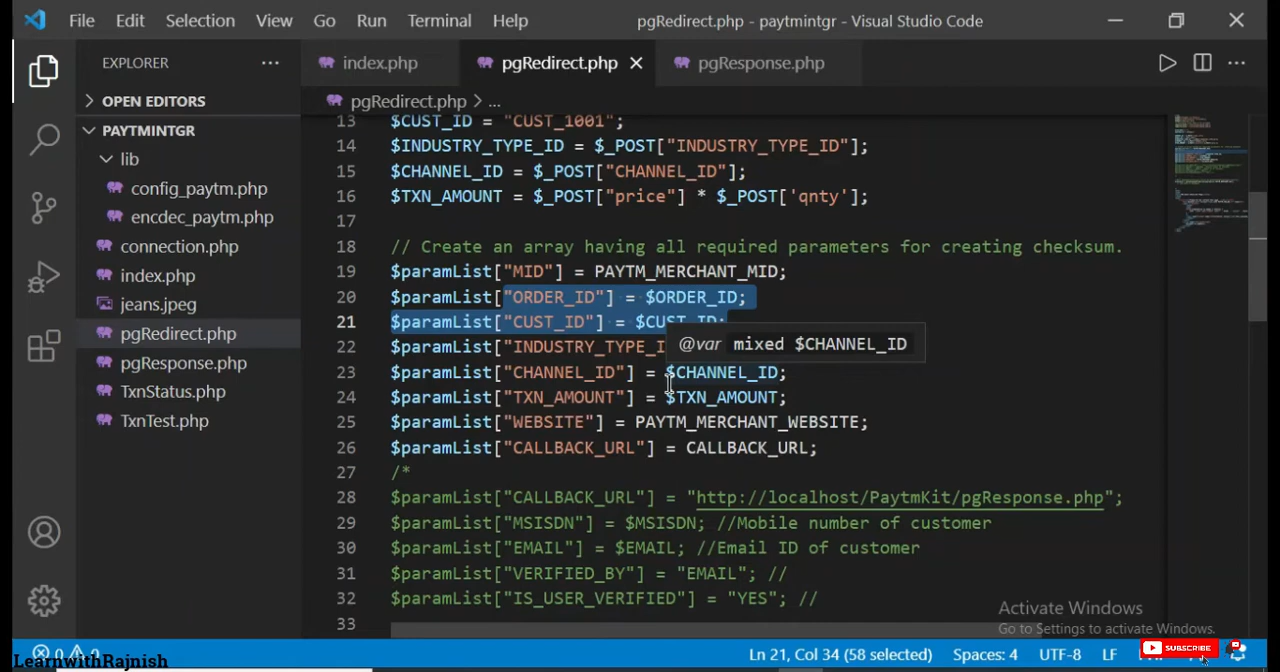 File Edit Selection View Go Run Terminal Help pgRedirect.php - paytmintgr - Visual Studio Code
EXPLORER ...
index.php pgRedirect.php pgResponse.php
OPEN EDITORS
PAYTMINTGR
lib
config_paytm.php
encdec_paytm.php
connection.php
index.php
jeans.jpeg
pgRedirect.php
pgResponse.php
TxnStatus.php
TxnTest.php
pgRedirect.php > ...
13 $CUST_ID = "CUST_1001";
14 $INDUSTRY_TYPE_ID = $_POST["INDUSTRY_TYPE_ID"];
15 $CHANNEL_ID = $_POST["CHANNEL_ID"];
16 $TXN_AMOUNT = $_POST["price"] * $_POST['qnty'];
17
18 // Create an array having all required parameters for creating checksum.
19 $paramList["MID"] = PAYTM_MERCHANT_MID;
20 $paramList["ORDER_ID"] = $ORDER_ID;
21 $paramList["CUST_ID"] = $CUST_ID;
22 $paramList["INDUSTRY_TYPE_I
@var mixed $CHANNEL_ID
23 $paramList["CHANNEL_ID"] = $CHANNEL_ID;
24 $paramList["TXN_AMOUNT"] = $TXN_AMOUNT;
25 $paramList["WEBSITE"] = PAYTM_MERCHANT_WEBSITE;
26 $paramList["CALLBACK_URL"] = CALLBACK_URL;
27 /*
28 $paramList["CALLBACK_URL"] = "http://localhost/PaytmKit/pgResponse.php";
29 $paramList["MSISDN"] = $MSISDN; //Mobile number of customer
30 $paramList["EMAIL"] = $EMAIL; //Email ID of customer
31 $paramList["VERIFIED_BY"] = "EMAIL"; //
32 $paramList["IS_USER_VERIFIED"] = "YES"; //
33
Activate Windows
Go to Settings to activate Windows.
SUBSCRIBE
0 0
LearnwithRajnish
Ln 21, Col 34 (58 selected) Spaces: 4 UTF-8 LF